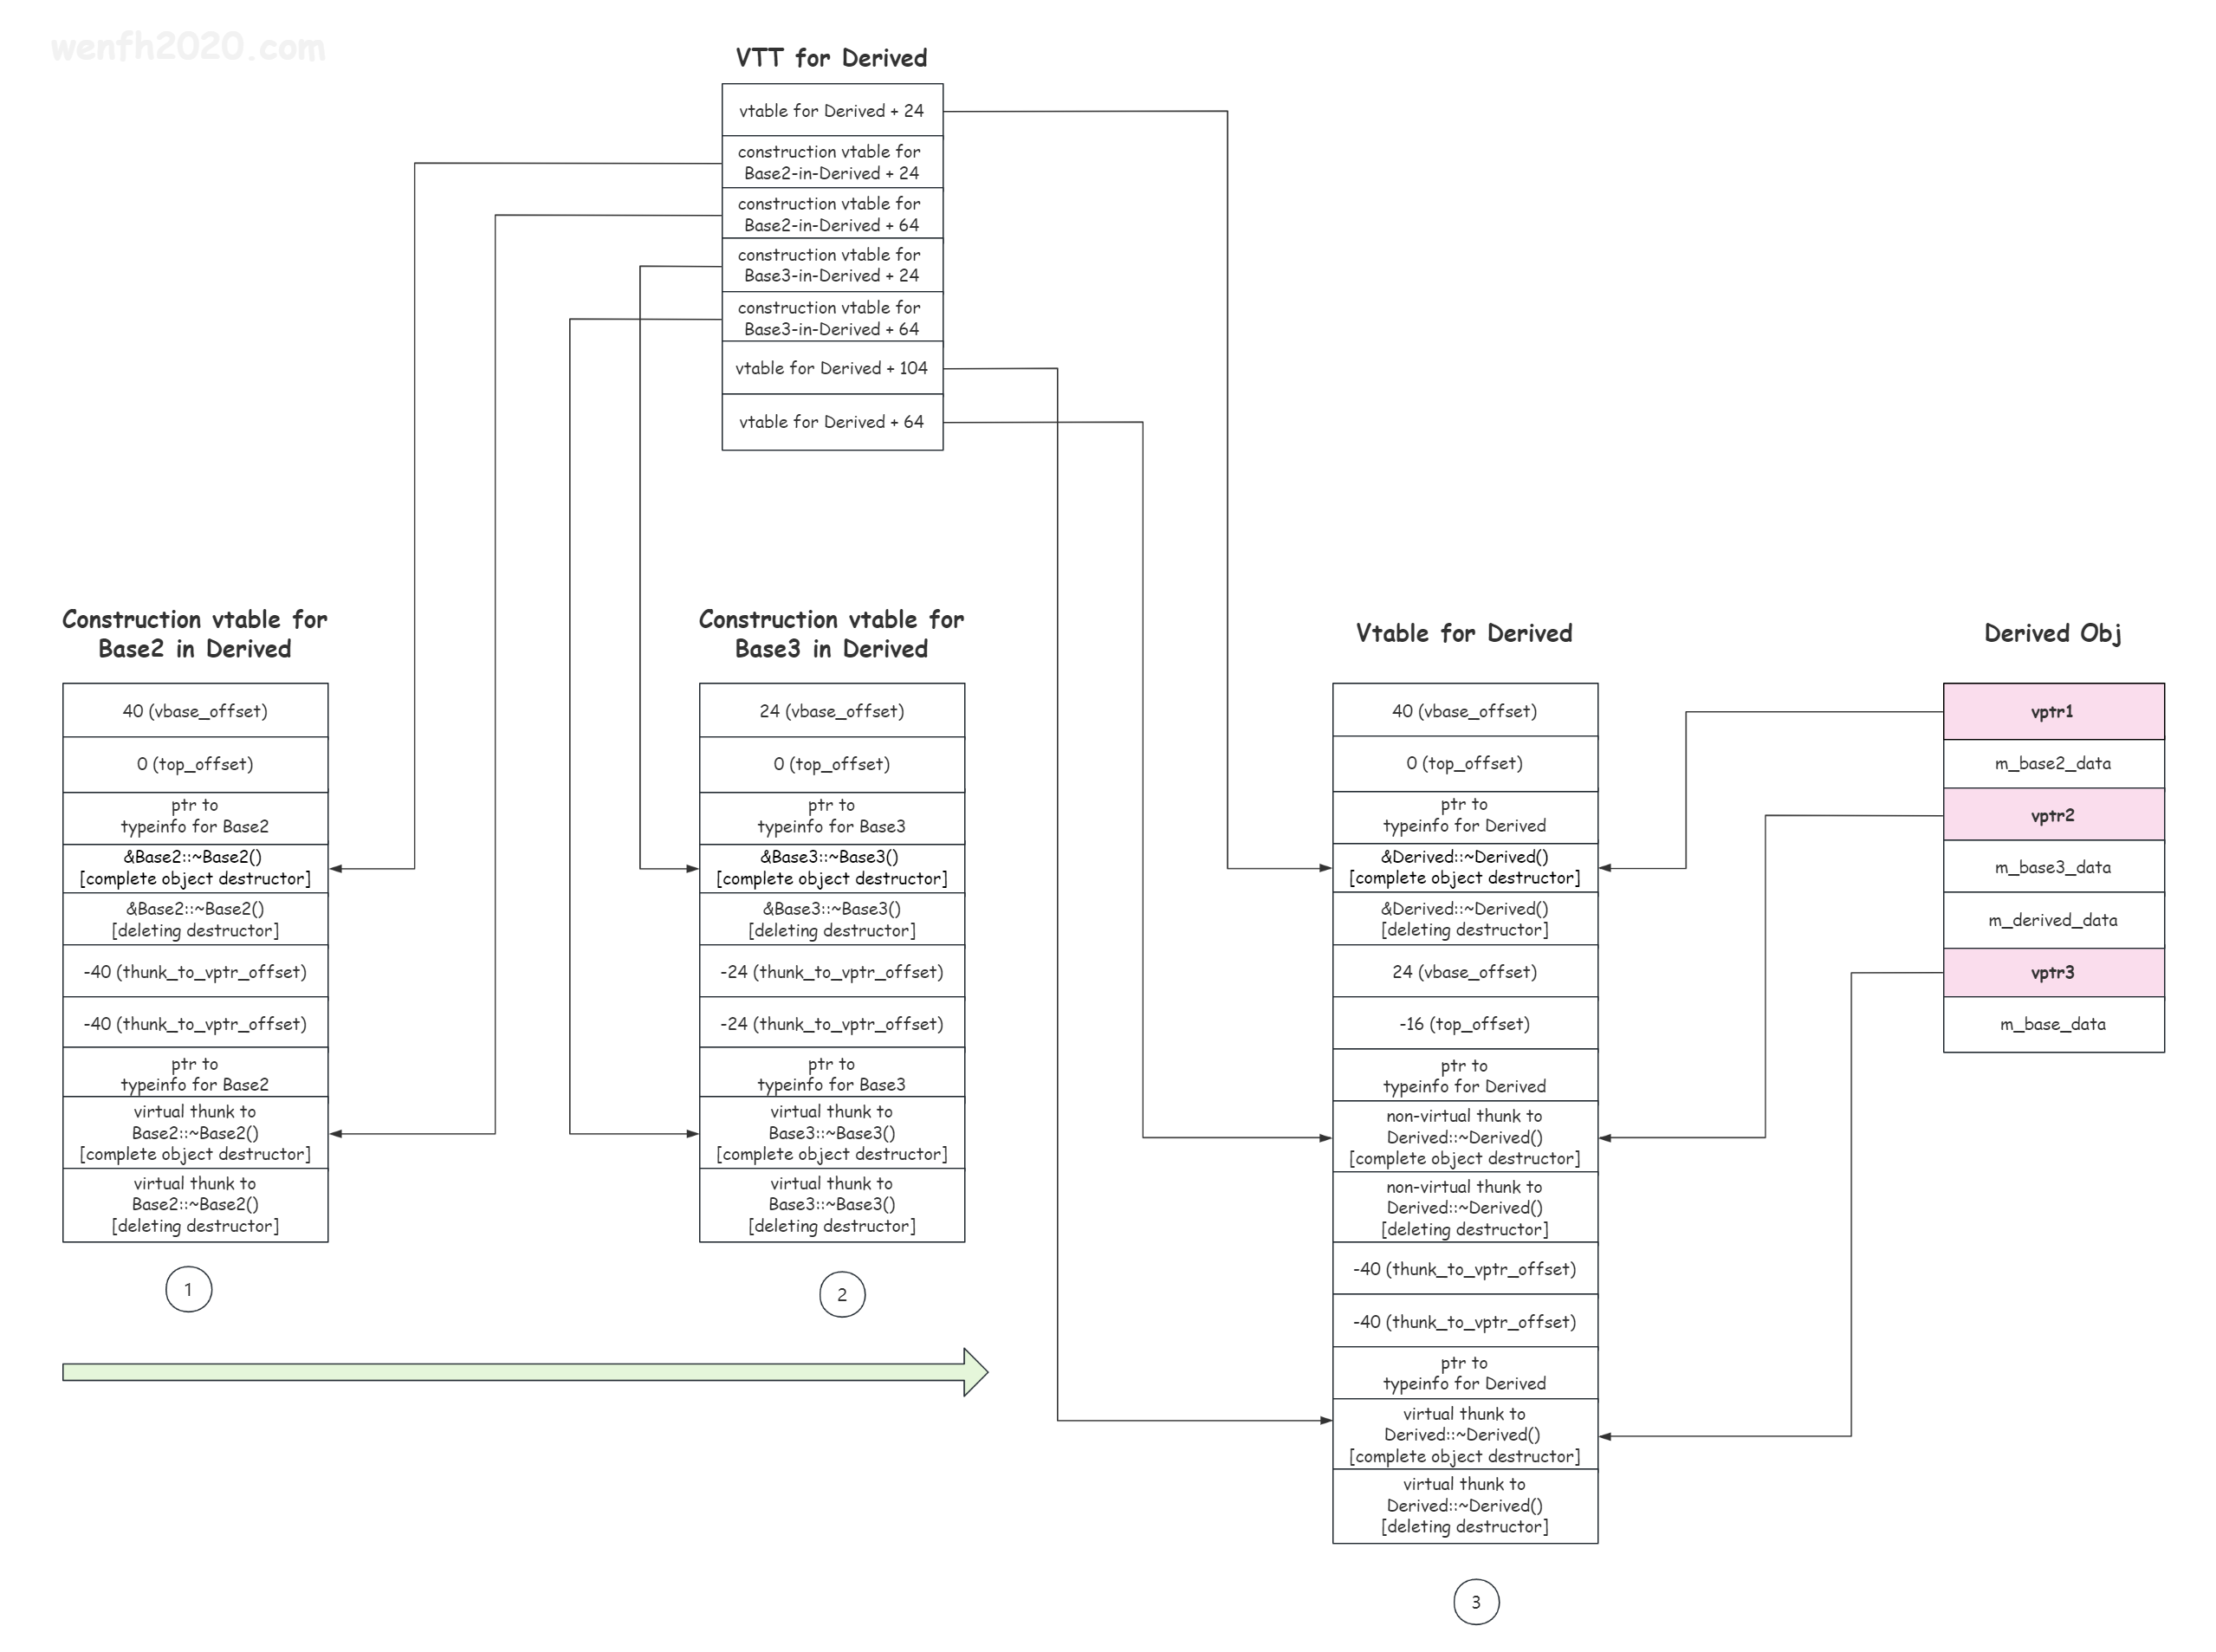 wenfh2020.com
VTT for Derived
vtable for Derived + 24
construction vtable for
Base2-in-Derived + 24
construction vtable for
Base2-in-Derived + 64
construction vtable for
Base3-in-Derived + 24
construction vtable for
Base3-in-Derived + 64
vtable for Derived + 104
vtable for Derived + 64
Construction vtable for
Base2 in Derived
40 (vbase_offset)
0 (top_offset)
ptr to
typeinfo for Base2
&Base2::~Base2()
[complete object destructor]
&Base2::~Base2()
[deleting destructor]
-40 (thunk_to_vptr_offset)
-40 (thunk_to_vptr_offset)
ptr to
typeinfo for Base2
virtual thunk to
Base2::~Base2()
[complete object destructor]
virtual thunk to
Base2::~Base2()
[deleting destructor]
1
Construction vtable for
Base3 in Derived
24 (vbase_offset)
0 (top_offset)
ptr to
typeinfo for Base3
&Base3::~Base3()
[complete object destructor]
&Base3::~Base3()
[deleting destructor]
-24 (thunk_to_vptr_offset)
-24 (thunk_to_vptr_offset)
ptr to
typeinfo for Base3
virtual thunk to
Base3::~Base3()
[complete object destructor]
virtual thunk to
Base3::~Base3()
[deleting destructor]
2
Vtable for Derived
40 (vbase_offset)
0 (top_offset)
ptr to
typeinfo for Derived
&Derived::~Derived()
[complete object destructor]
&Derived::~Derived()
[deleting destructor]
24 (vbase_offset)
-16 (top_offset)
ptr to
typeinfo for Derived
non-virtual thunk to
Derived::~Derived()
[complete object destructor]
non-virtual thunk to
Derived::~Derived()
[deleting destructor]
-40 (thunk_to_vptr_offset)
-40 (thunk_to_vptr_offset)
ptr to
typeinfo for Derived
virtual thunk to
Derived::~Derived()
[complete object destructor]
virtual thunk to
Derived::~Derived()
[deleting destructor]
3
Derived Obj
vptr1
m_base2_data
vptr2
m_base3_data
m_derived_data
vptr3
m_base_data